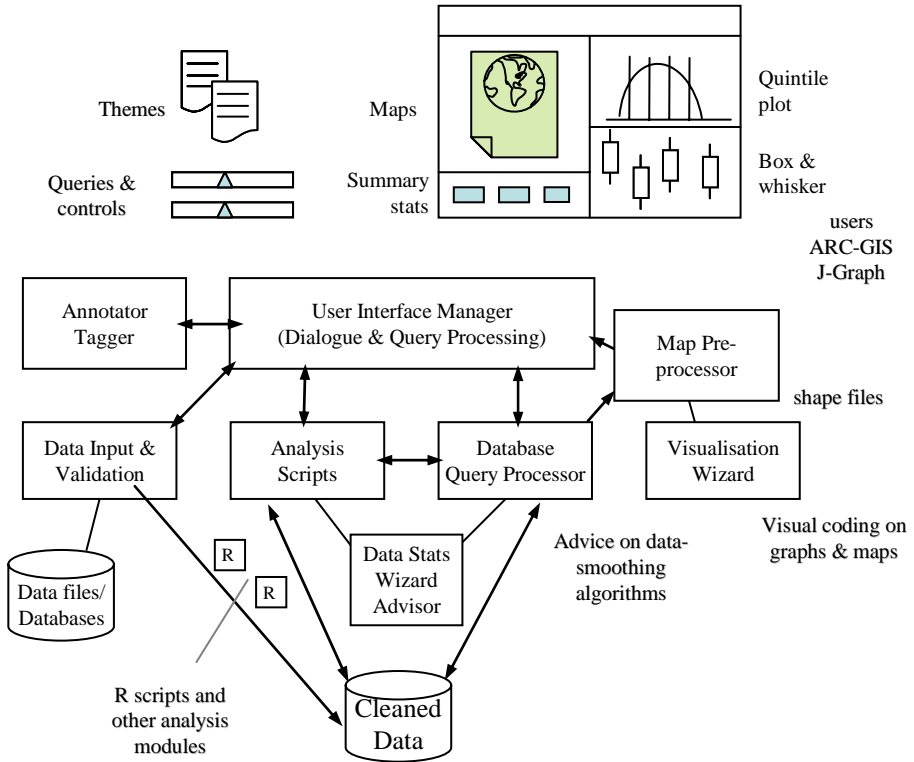 Themes
Maps
Quintile
plot
Queries &
controls
Summary
stats
Box &
whisker
users
ARC-GIS
J-Graph
Annotator
Tagger
User Interface Manager
(Dialogue & Query Processing)
Map Pre-
processor
shape files
Data Input &
Validation
Analysis
Scripts
Database
Query Processor
Visualisation
Wizard
Visual coding on
graphs & maps
Data Stats
Wizard
Advisor
Advice on data-
smoothing
algorithms
R
R
Data files/
Databases
R scripts and
other analysis
modules
Cleaned
Data